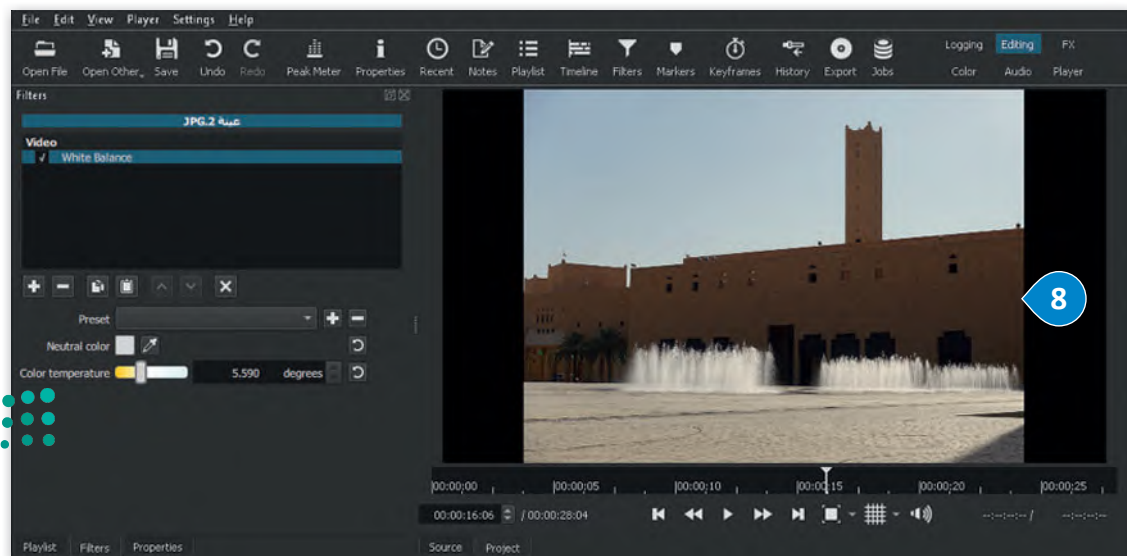 File Edit View Player Settings Help
Open File Open Other Save Undo Redo Peak Meter Properties Recent Notes Playlist Timeline Filters Markers Keyframes History Export Jobs
Logging Editing FX
Color Audio Player
Filters
عينة 2.JPG
Video
✓ White Balance
Preset
Neutral color
Color temperature 5.590 degrees
8
00:00;00 00:00;05 00:00;10 00:00;15 00:00;20 00:00;25
00:00:16:06 / 00:00:28:04 --:--:--:-- / --:--:--:--
Playlist Filters Properties
Source Project